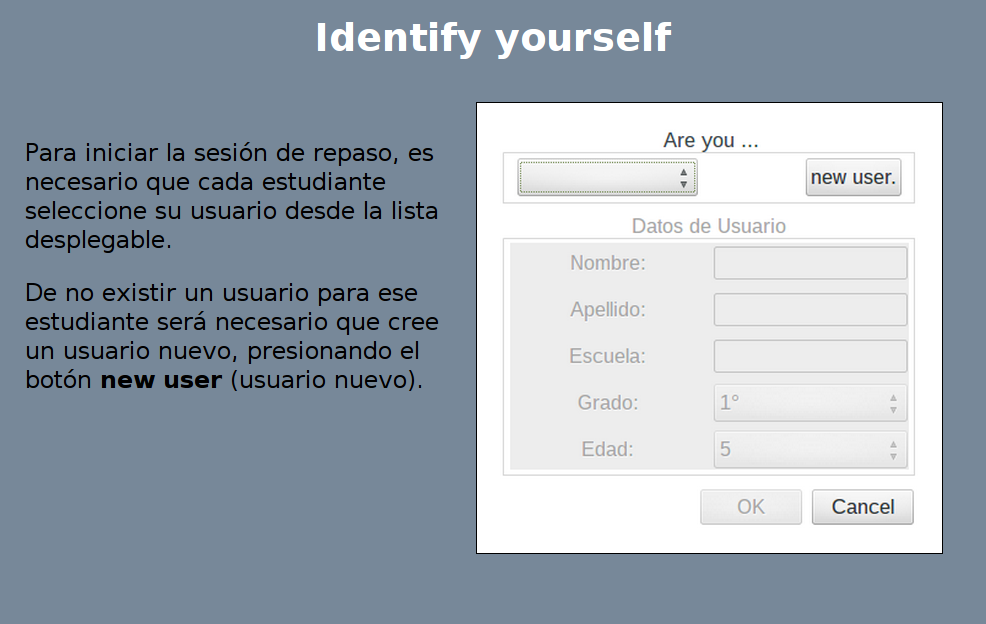 Identify yourself
Para iniciar la sesión de repaso, es
necesario que cada estudiante
seleccione su usuario desde la lista
desplegable.
De no existir un usuario para ese
estudiante será necesario que cree
un usuario nuevo, presionando el
botón new user (usuario nuevo).
Are you ...
new user.
Datos de Usuario
Nombre:
Apellido:
Escuela:
Grado: 1°
Edad: 5
OK Cancel